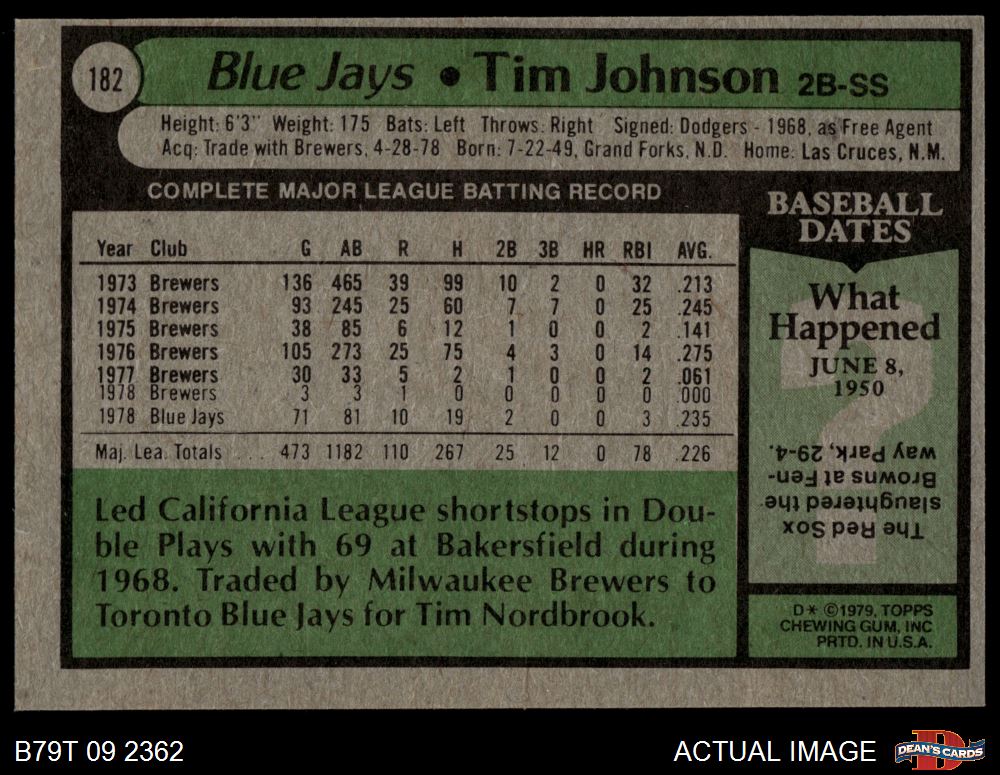 182
Blue Jays • Tim Johnson 2B-SS
Height: 6'3" Weight: 175 Bats: Left Throws: Right Signed: Dodgers - 1968, as Free Agent
Acq: Trade with Brewers, 4-28-78 Born: 7-22-49, Grand Forks, N.D. Home: Las Cruces, N.M.
COMPLETE MAJOR LEAGUE BATTING RECORD
Year Club G AB R H 2B 3B HR RBI AVG.
1973 Brewers 136 465 39 99 10 2 0 32 .213
1974 Brewers 93 245 25 60 7 7 0 25 .245
1975 Brewers 38 85 6 12 1 0 0 2 .141
1976 Brewers 105 273 25 75 4 3 0 14 .275
1977 Brewers 30 33 5 2 1 0 0 2 .061
1978 Brewers 3 3 1 0 0 0 0 0 .000
1978 Blue Jays 71 81 10 19 2 0 0 3 .235
Maj. Lea. Totals . . . 473 1182 110 267 25 12 0 78 .226
Led California League shortstops in Dou-
ble Plays with 69 at Bakersfield during
1968. Traded by Milwaukee Brewers to
Toronto Blue Jays for Tim Nordbrook.
BASEBALL
DATES
What
Happened
JUNE 8,
1950
The Red Sox
slaughtered the
Browns at Fen-
way Park, 29-4.
D* ©1979, TOPPS
CHEWING GUM, INC
PRTD. IN U.S.A.
B79T 09 2362
ACTUAL IMAGE
DEAN'S CARDS